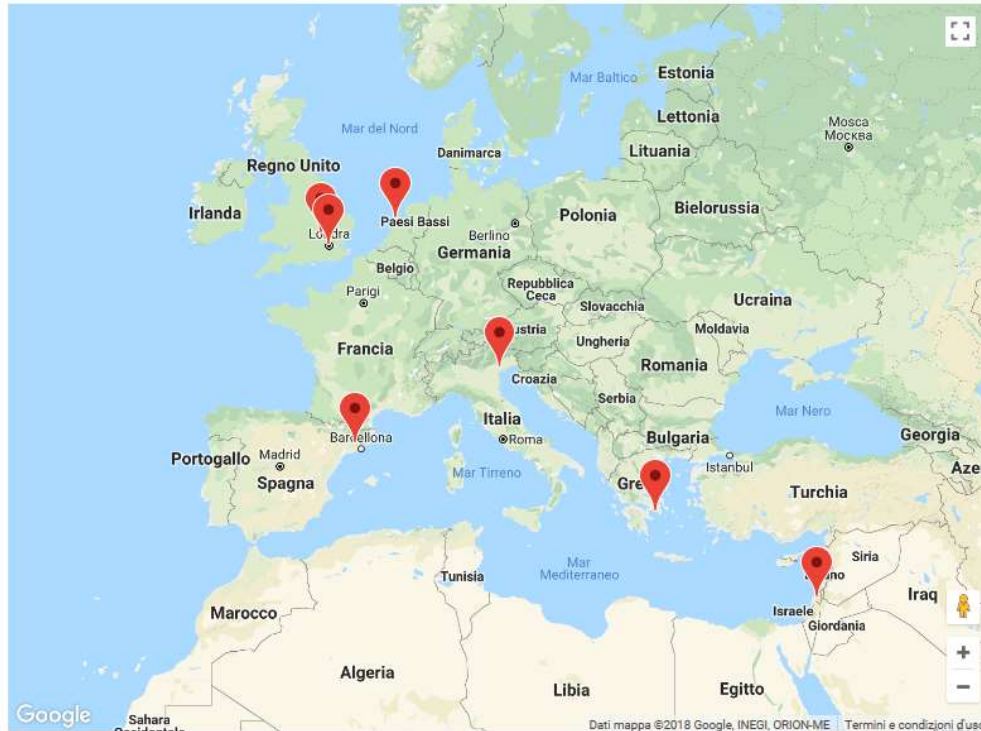 Mar Baltico
Estonia
Mosca
Москва
Lettonia
Mar del Nord
Danimarca
Lituania
Regno Unito
Irlanda
Paesi Bassi
Polonia
Bielorussia
Londra
Berlino
Germania
Belgio
Repubblica
Ceca
Parigi
Slovacchia
Ucraina
Moldavia
Ungheria
Francia
Romania
Croazia
Serbia
Mar Nero
Italia
Barcellona
Roma
Bulgaria
Georgia
Portogallo
Madrid
Spagna
Mar Tirreno
Istanbul
Turchia
Mar
Mediterraneo
Siria
Tunisia
Iraq
Marocco
Israele
Giordania
Algeria
Libia
Egitto
Google
Sahara
Dati mappa ©2018 Google, INEGI, ORION-ME
Termini e condizioni d'uso